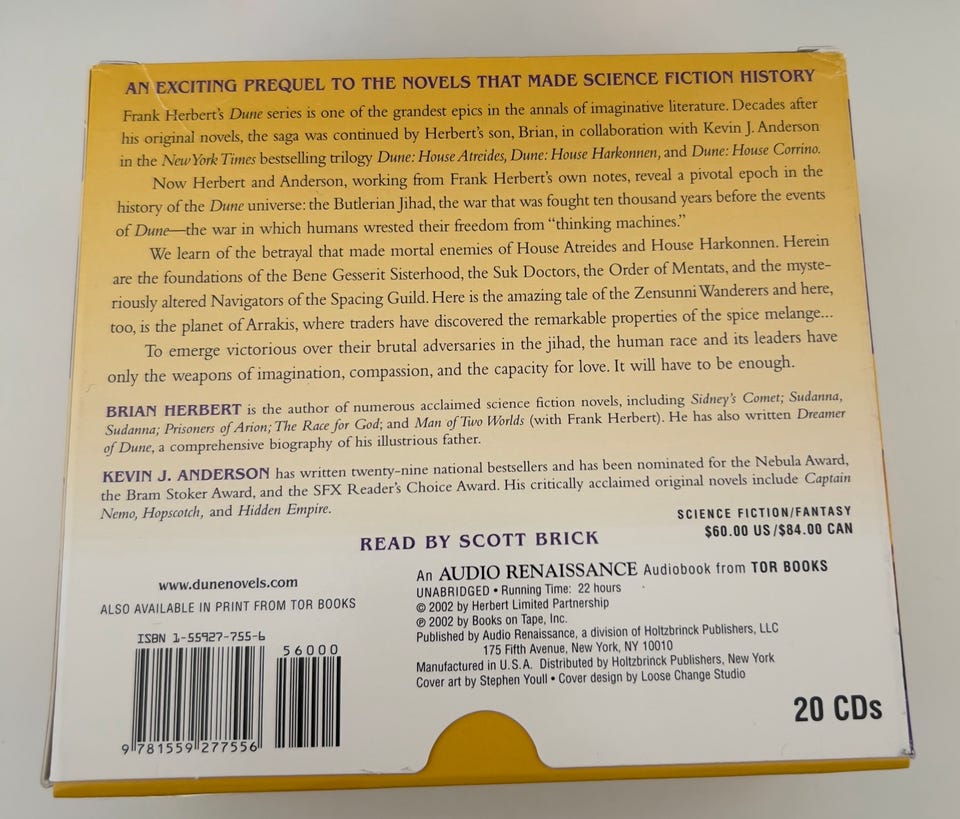 AN EXCITING PREQUEL TO THE NOVELS THAT MADE SCIENCE FICTION HISTORY
Frank Herbert's Dune series is one of the grandest epics in the annals of imaginative literature. Decades after
his original novels, the saga was continued by Herbert's son, Brian, in collaboration with Kevin J. Anderson
in the New York Times bestselling trilogy Dune: House Atreides, Dune: House Harkonnen, and Dune: House Corrino.
Now Herbert and Anderson, working from Frank Herbert's own notes, reveal a pivotal epoch in the
history of the Dune universe: the Butlerian Jihad, the war that was fought ten thousand years before the events
of Dune—the war in which humans wrested their freedom from "thinking machines."
We learn of the betrayal that made mortal enemies of House Atreides and House Harkonnen. Herein
are the foundations of the Bene Gesserit Sisterhood, the Suk Doctors, the Order of Mentats, and the myste-
riously altered Navigators of the Spacing Guild. Here is the amazing tale of the Zensunni Wanderers and here,
too, is the planet of Arrakis, where traders have discovered the remarkable properties of the spice melange...
To emerge victorious over their brutal adversaries in the jihad, the human race and its leaders have
only the weapons of imagination, compassion, and the capacity for love. It will have to be enough.
BRIAN HERBERT is the author of numerous acclaimed science fiction novels, including Sidney's Comet; Sudanna,
Sudanna; Prisoners of Arion; The Race for God; and Man of Two Worlds (with Frank Herbert). He has also written Dreamer
of Dune, a comprehensive biography of his illustrious father.
KEVIN J. ANDERSON has written twenty-nine national bestsellers and has been nominated for the Nebula Award,
the Bram Stoker Award, and the SFX Reader's Choice Award. His critically acclaimed original novels include Captain
Nemo, Hopscotch, and Hidden Empire.
SCIENCE FICTION/FANTASY
$60.00 US/$84.00 CAN
READ BY SCOTT BRICK
www.dunenovels.com
ALSO AVAILABLE IN PRINT FROM TOR BOOKS
ISBN 1-55927-755-6
56000
9 781559 277556
An AUDIO RENAISSANCE Audiobook from TOR BOOKS
UNABRIDGED • Running Time: 22 hours
© 2002 by Herbert Limited Partnership
℗ 2002 by Books on Tape, Inc.
Published by Audio Renaissance, a division of Holtzbrinck Publishers, LLC
175 Fifth Avenue, New York, NY 10010
Manufactured in U.S.A. Distributed by Holtzbrinck Publishers, New York
Cover art by Stephen Youll • Cover design by Loose Change Studio
20 CDs